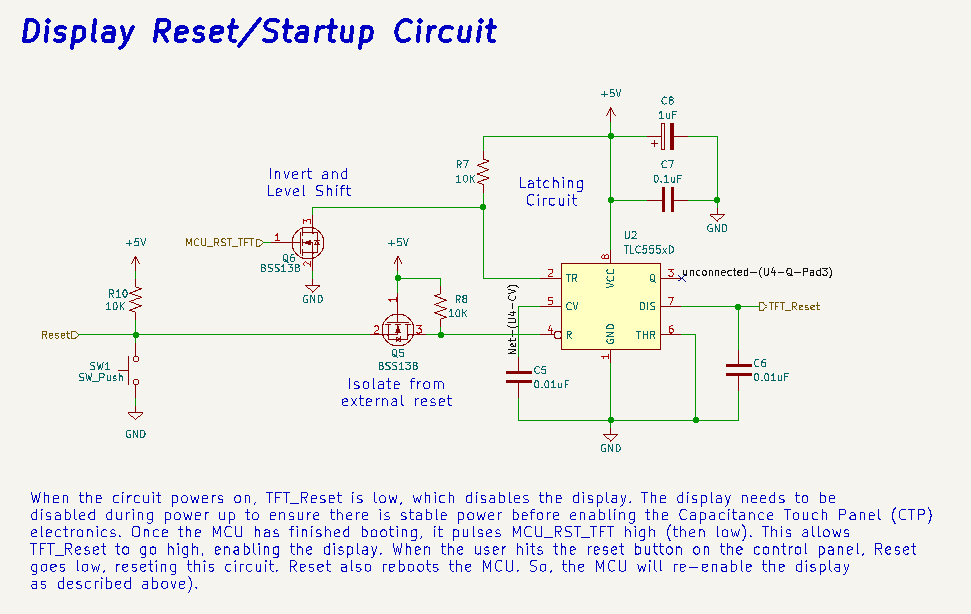 Display Reset/Startup Circuit
+5V
C8
1uF
+
R7
10K
Invert and
Level Shift
Latching
Circuit
C7
0.1uF
GND
3
MCU_RST_TFT
1
Q6
BSS138
2
GND
+5V
+5V
U2
TLC555xD
8
VCC
2
TR
Q
3
unconnected-(U4-Q-Pad3)
R10
10K
1
R8
10K
Net-(U4-CV)
5
CV
DIS
7
TFT_Reset
Reset
2
3
4
R
GND
THR
6
1
Q5
BSS138
SW1
SW_Push
C5
0.01uF
C6
0.01uF
Isolate from
external reset
GND
GND
When the circuit powers on, TFT_Reset is low, which disables the display. The display needs to be
disabled during power up to ensure there is stable power before enabling the Capacitance Touch Panel (CTP)
electronics. Once the MCU has finished booting, it pulses MCU_RST_TFT high (then low). This allows
TFT_Reset to go high, enabling the display. When the user hits the reset button on the control panel, Reset
goes low, reseting this circuit. Reset also reboots the MCU. So, the MCU will re-enable the display
as described above).